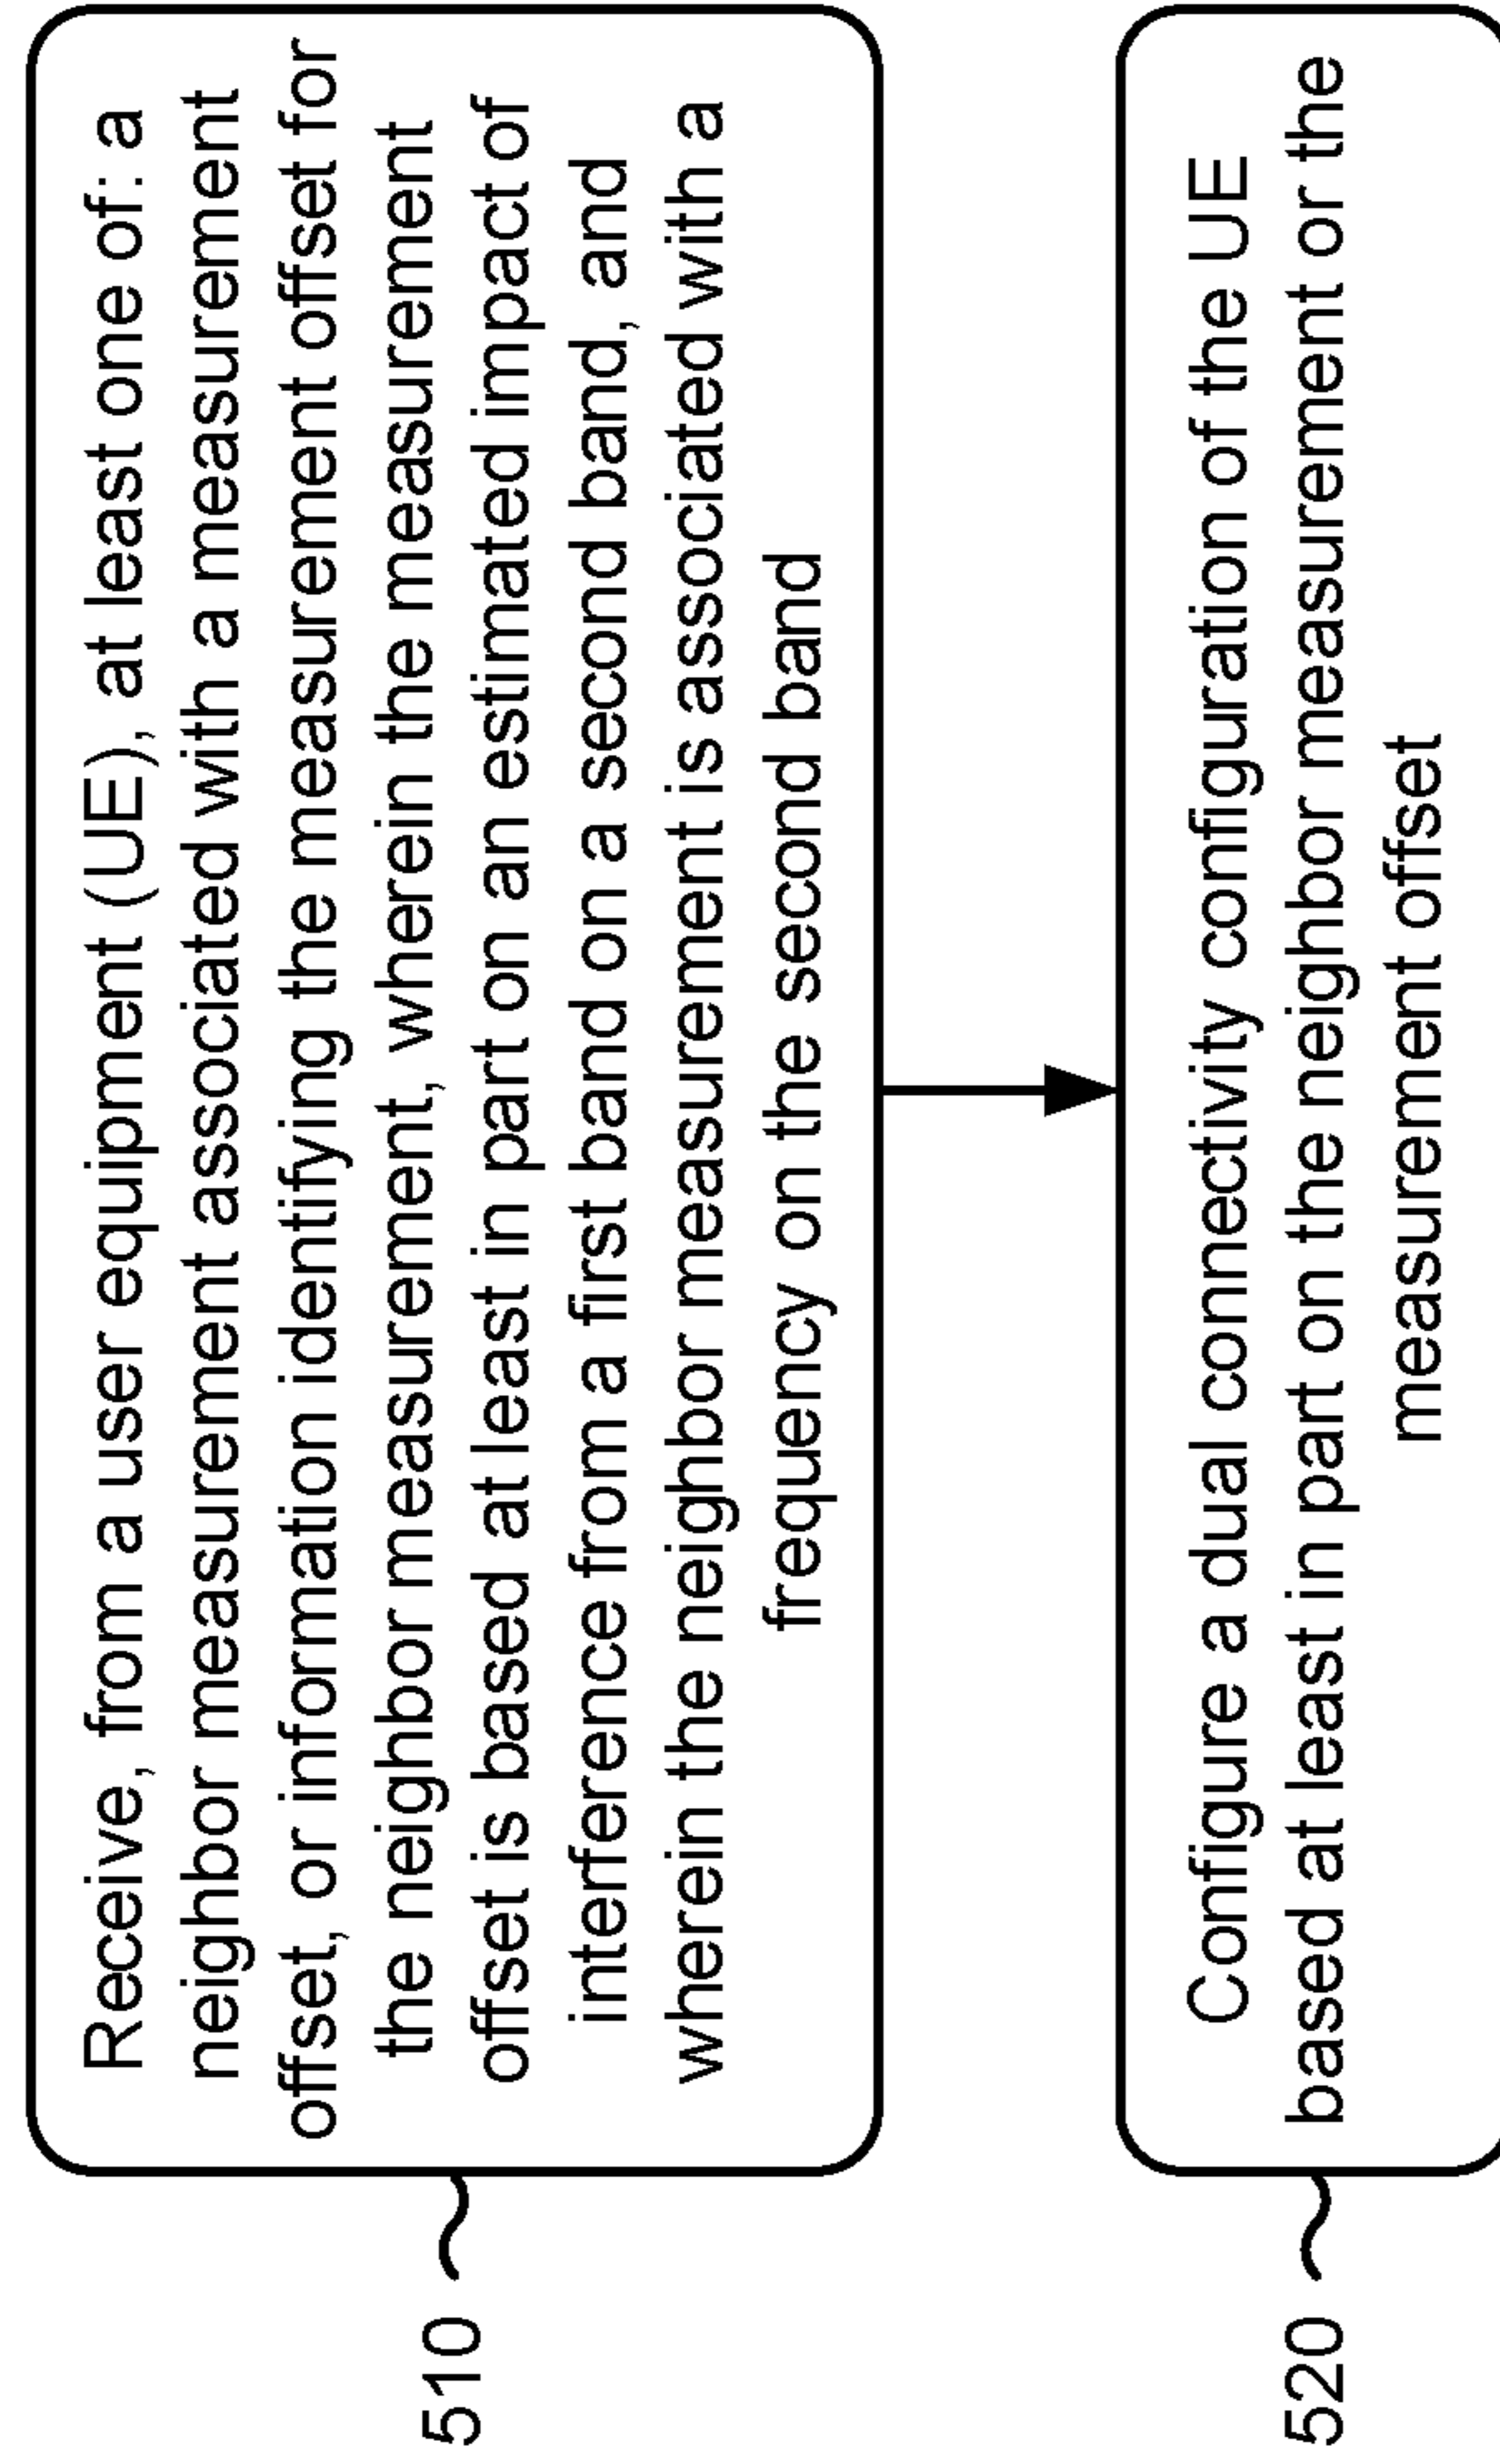 Receive, from a user equipment (UE), at least one of: a
neighbor measurement associated with a measurement
offset, or information identifying the measurement offset for
the neighbor measurement, wherein the measurement
offset is based at least in part on an estimated impact of
interference from a first band on a second band, and
wherein the neighbor measurement is associated with a
frequency on the second band
510
Configure a dual connectivity configuration of the UE
based at least in part on the neighbor measurement or the
measurement offset
520